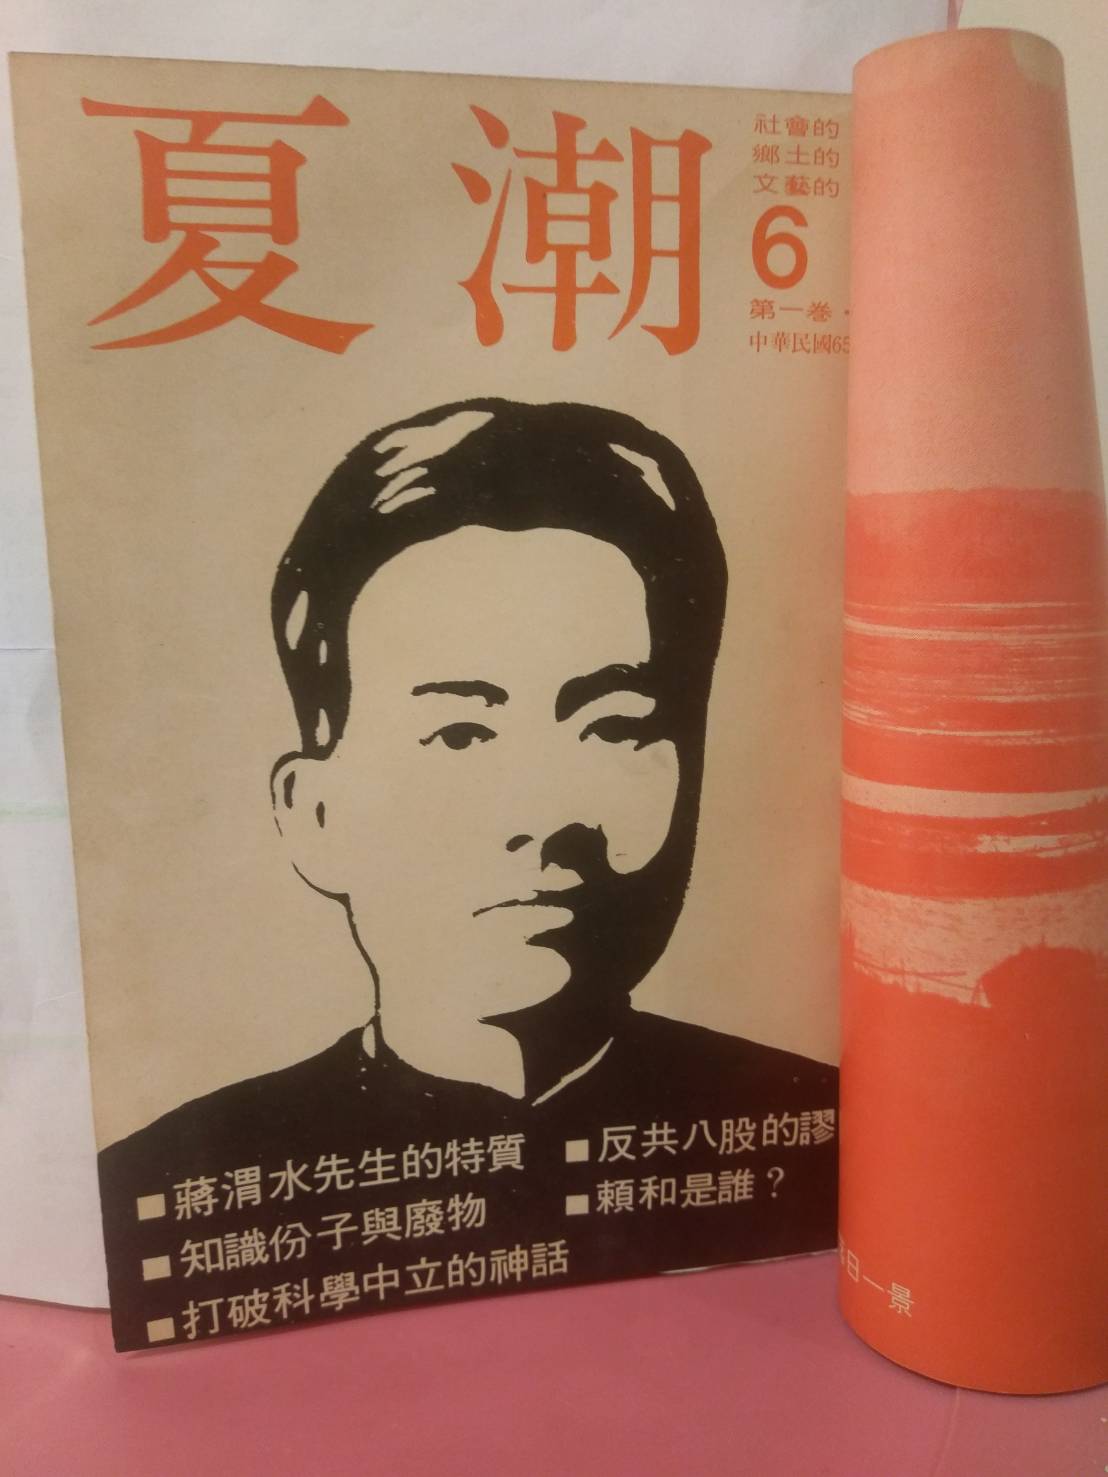 夏潮
社會的
鄉土的
文藝的
6
第一卷・
中華民國65
蔣渭水先生的特質
知識份子與廢物
打破科學中立的神話
反共八股的謬
賴和是誰？
日一景